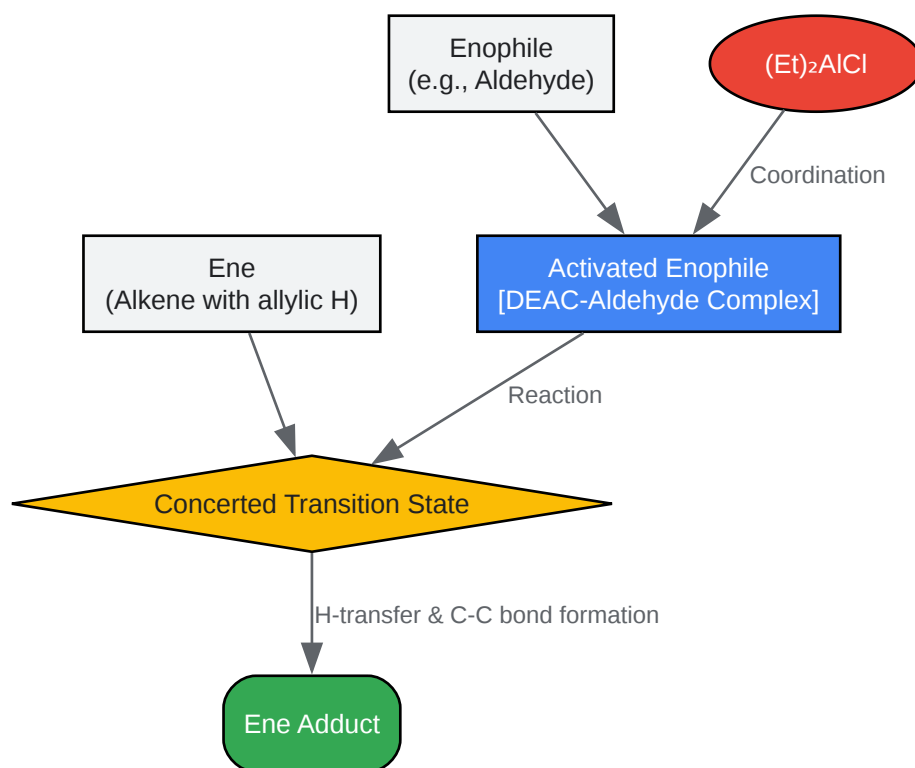 Enophile
(e.g., Aldehyde)
(Et)₂AlCl
Coordination
Ene
(Alkene with allylic H)
Activated Enophile
[DEAC-Aldehyde Complex]
Reaction
Concerted Transition State
H-transfer & C-C bond formation
Ene Adduct